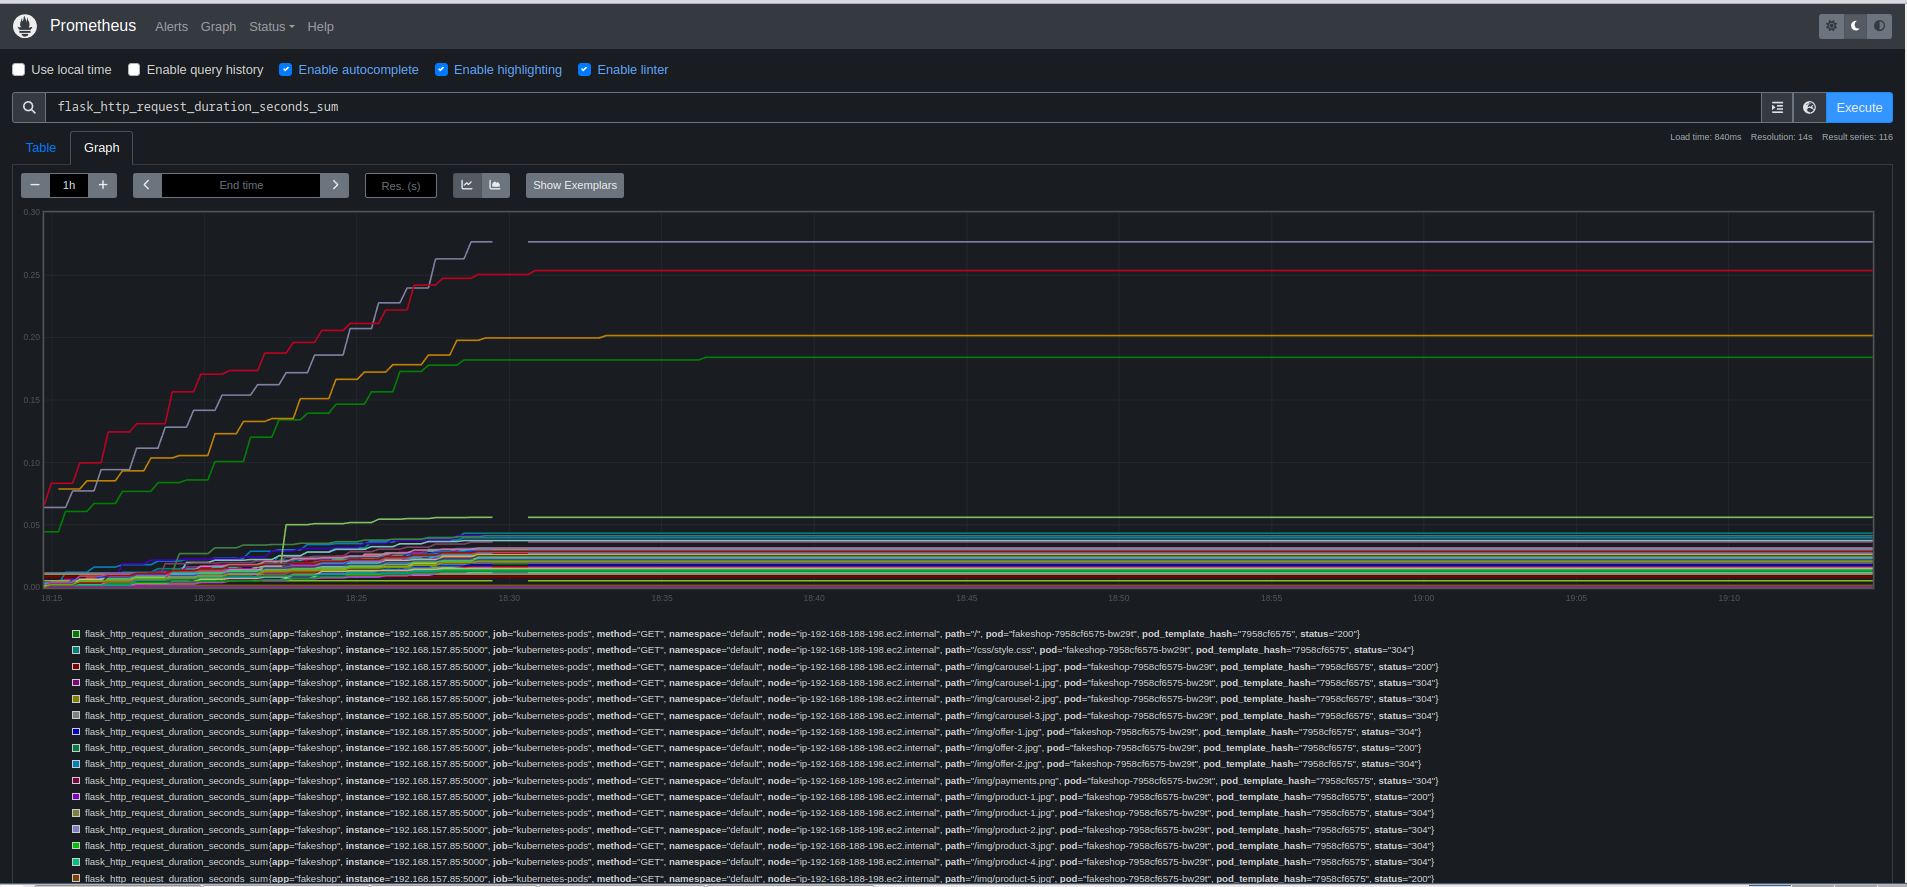 Prometheus Alerts Graph Status Help
Use local time Enable query history Enable autocomplete Enable highlighting Enable linter
flask_http_request_duration_seconds_sum Execute
Load time: 840ms Resolution: 14s Result series: 116
Table Graph
1h End time Res. (s) Show Exemplars
0.30
0.25
0.20
0.15
0.10
0.05
0.00
18:15 18:20 18:25 18:30 18:35 18:40 18:45 18:50 18:55 19:00 19:05 19:10
flask_http_request_duration_seconds_sum{app="fakeshop", instance="192.168.157.85:5000", job="kubernetes-pods", method="GET", namespace="default", node="ip-192-168-188-198.ec2.internal", path="/", pod="fakeshop-7958cf6575-bw29t", pod_template_hash="7958cf6575", status="200"}
flask_http_request_duration_seconds_sum{app="fakeshop", instance="192.168.157.85:5000", job="kubernetes-pods", method="GET", namespace="default", node="ip-192-168-188-198.ec2.internal", path="/css/style.css", pod="fakeshop-7958cf6575-bw29t", pod_template_hash="7958cf6575", status="304"}
flask_http_request_duration_seconds_sum{app="fakeshop", instance="192.168.157.85:5000", job="kubernetes-pods", method="GET", namespace="default", node="ip-192-168-188-198.ec2.internal", path="/img/carousel-1.jpg", pod="fakeshop-7958cf6575-bw29t", pod_template_hash="7958cf6575", status="200"}
flask_http_request_duration_seconds_sum{app="fakeshop", instance="192.168.157.85:5000", job="kubernetes-pods", method="GET", namespace="default", node="ip-192-168-188-198.ec2.internal", path="/img/carousel-1.jpg", pod="fakeshop-7958cf6575-bw29t", pod_template_hash="7958cf6575", status="304"}
flask_http_request_duration_seconds_sum{app="fakeshop", instance="192.168.157.85:5000", job="kubernetes-pods", method="GET", namespace="default", node="ip-192-168-188-198.ec2.internal", path="/img/carousel-2.jpg", pod="fakeshop-7958cf6575-bw29t", pod_template_hash="7958cf6575", status="304"}
flask_http_request_duration_seconds_sum{app="fakeshop", instance="192.168.157.85:5000", job="kubernetes-pods", method="GET", namespace="default", node="ip-192-168-188-198.ec2.internal", path="/img/carousel-3.jpg", pod="fakeshop-7958cf6575-bw29t", pod_template_hash="7958cf6575", status="304"}
flask_http_request_duration_seconds_sum{app="fakeshop", instance="192.168.157.85:5000", job="kubernetes-pods", method="GET", namespace="default", node="ip-192-168-188-198.ec2.internal", path="/img/offer-1.jpg", pod="fakeshop-7958cf6575-bw29t", pod_template_hash="7958cf6575", status="304"}
flask_http_request_duration_seconds_sum{app="fakeshop", instance="192.168.157.85:5000", job="kubernetes-pods", method="GET", namespace="default", node="ip-192-168-188-198.ec2.internal", path="/img/offer-2.jpg", pod="fakeshop-7958cf6575-bw29t", pod_template_hash="7958cf6575", status="200"}
flask_http_request_duration_seconds_sum{app="fakeshop", instance="192.168.157.85:5000", job="kubernetes-pods", method="GET", namespace="default", node="ip-192-168-188-198.ec2.internal", path="/img/offer-2.jpg", pod="fakeshop-7958cf6575-bw29t", pod_template_hash="7958cf6575", status="304"}
flask_http_request_duration_seconds_sum{app="fakeshop", instance="192.168.157.85:5000", job="kubernetes-pods", method="GET", namespace="default", node="ip-192-168-188-198.ec2.internal", path="/img/payments.png", pod="fakeshop-7958cf6575-bw29t", pod_template_hash="7958cf6575", status="304"}
flask_http_request_duration_seconds_sum{app="fakeshop", instance="192.168.157.85:5000", job="kubernetes-pods", method="GET", namespace="default", node="ip-192-168-188-198.ec2.internal", path="/img/product-1.jpg", pod="fakeshop-7958cf6575-bw29t", pod_template_hash="7958cf6575", status="200"}
flask_http_request_duration_seconds_sum{app="fakeshop", instance="192.168.157.85:5000", job="kubernetes-pods", method="GET", namespace="default", node="ip-192-168-188-198.ec2.internal", path="/img/product-1.jpg", pod="fakeshop-7958cf6575-bw29t", pod_template_hash="7958cf6575", status="304"}
flask_http_request_duration_seconds_sum{app="fakeshop", instance="192.168.157.85:5000", job="kubernetes-pods", method="GET", namespace="default", node="ip-192-168-188-198.ec2.internal", path="/img/product-2.jpg", pod="fakeshop-7958cf6575-bw29t", pod_template_hash="7958cf6575", status="304"}
flask_http_request_duration_seconds_sum{app="fakeshop", instance="192.168.157.85:5000", job="kubernetes-pods", method="GET", namespace="default", node="ip-192-168-188-198.ec2.internal", path="/img/product-3.jpg", pod="fakeshop-7958cf6575-bw29t", pod_template_hash="7958cf6575", status="304"}
flask_http_request_duration_seconds_sum{app="fakeshop", instance="192.168.157.85:5000", job="kubernetes-pods", method="GET", namespace="default", node="ip-192-168-188-198.ec2.internal", path="/img/product-4.jpg", pod="fakeshop-7958cf6575-bw29t", pod_template_hash="7958cf6575", status="304"}
flask_http_request_duration_seconds_sum{app="fakeshop", instance="192.168.157.85:5000", job="kubernetes-pods", method="GET", namespace="default", node="ip-192-168-188-198.ec2.internal", path="/img/product-5.jpg", pod="fakeshop-7958cf6575-bw29t", pod_template_hash="7958cf6575", status="200"}